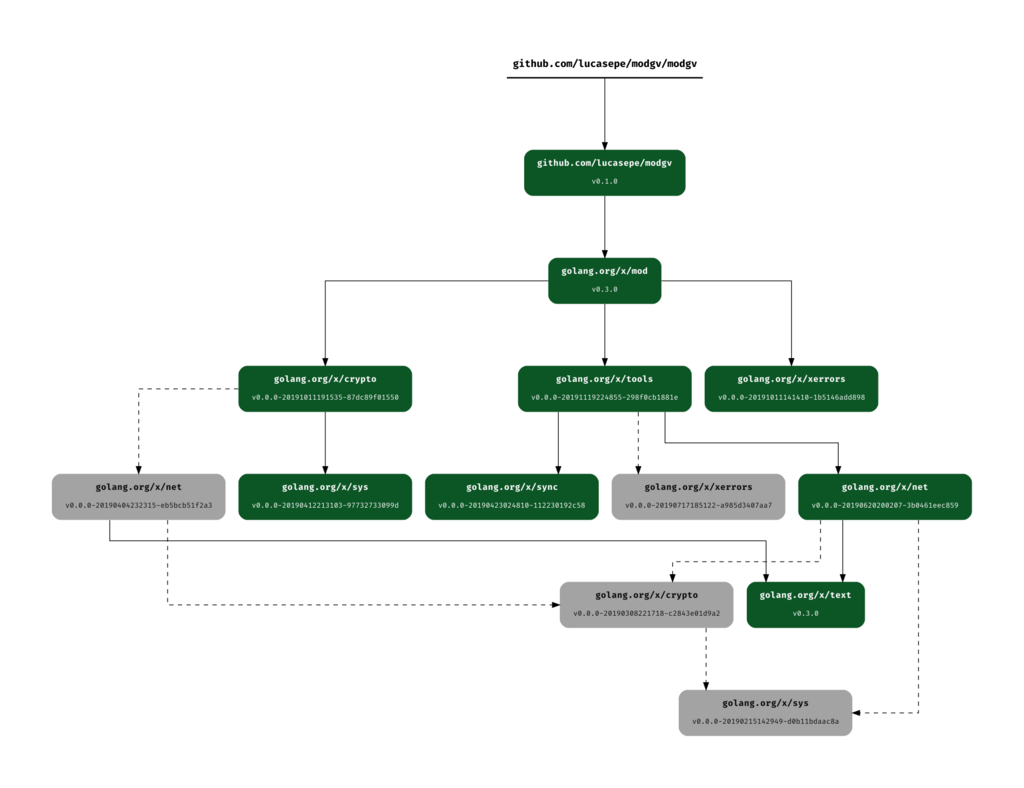 github.com/lucasepe/modgv/modgv
github.com/lucasepe/modgv
v0.1.0
golang.org/x/mod
v0.3.0
golang.org/x/crypto
v0.0.0-20191011191535-87dc89f01550
golang.org/x/tools
v0.0.0-20191119224855-298f0cb1881e
golang.org/x/xerrors
v0.0.0-20191011141410-1b5146add898
golang.org/x/net
v0.0.0-20190404232315-eb5bcb51f2a3
golang.org/x/sys
v0.0.0-20190412213103-97732733099d
golang.org/x/sync
v0.0.0-20190423024810-112230192c58
golang.org/x/xerrors
v0.0.0-20190717185122-a985d3407aa7
golang.org/x/net
v0.0.0-20190620200207-3b0461eec859
golang.org/x/crypto
v0.0.0-20190308221718-c2843e01d9a2
golang.org/x/text
v0.3.0
golang.org/x/sys
v0.0.0-20190215142949-d0b11bdaac8a